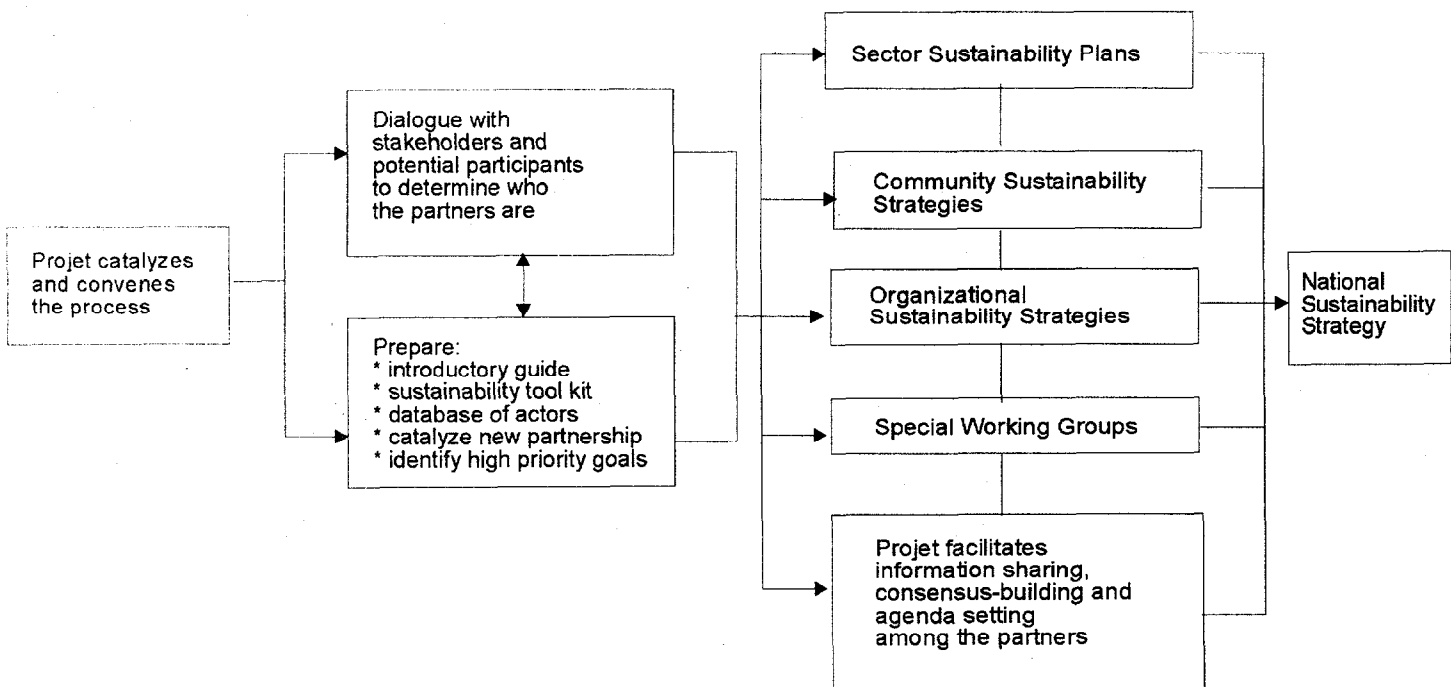 Projet catalyzes
and convenes
the process
Dialogue with
stakeholders and
potential participants
to determine who
the partners are
Prepare:
* introductory guide
* sustainability tool kit
* database of actors
* catalyze new partnership
* identify high priority goals
Sector Sustainability Plans
Community Sustainability
Strategies
Organizational
Sustainability Strategies
Special Working Groups
Projet facilitates
information sharing,
consensus-building and
agenda setting
among the partners
National
Sustainability
Strategy